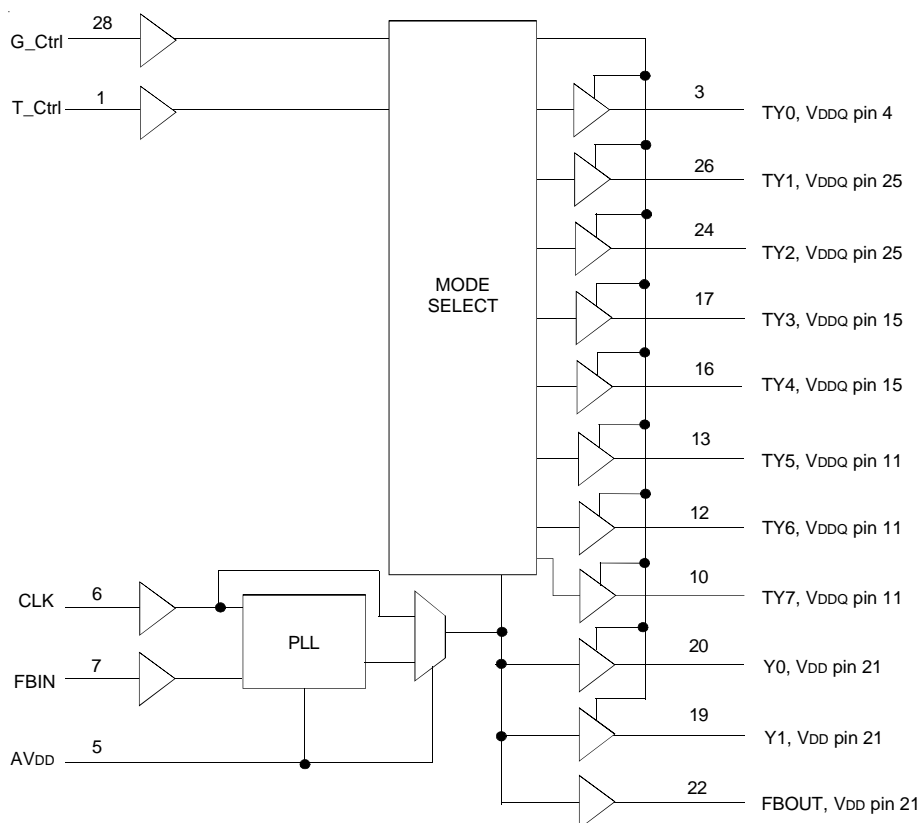 28
G_Ctrl
1
T_Ctrl
MODE
SELECT
3
TY0, VDDQ pin 4
26
TY1, VDDQ pin 25
24
TY2, VDDQ pin 25
17
TY3, VDDQ pin 15
16
TY4, VDDQ pin 15
13
TY5, VDDQ pin 11
12
TY6, VDDQ pin 11
10
TY7, VDDQ pin 11
CLK
6
PLL
FBIN
7
AVDD
5
20
Y0, VDD pin 21
19
Y1, VDD pin 21
22
FBOUT, VDD pin 21